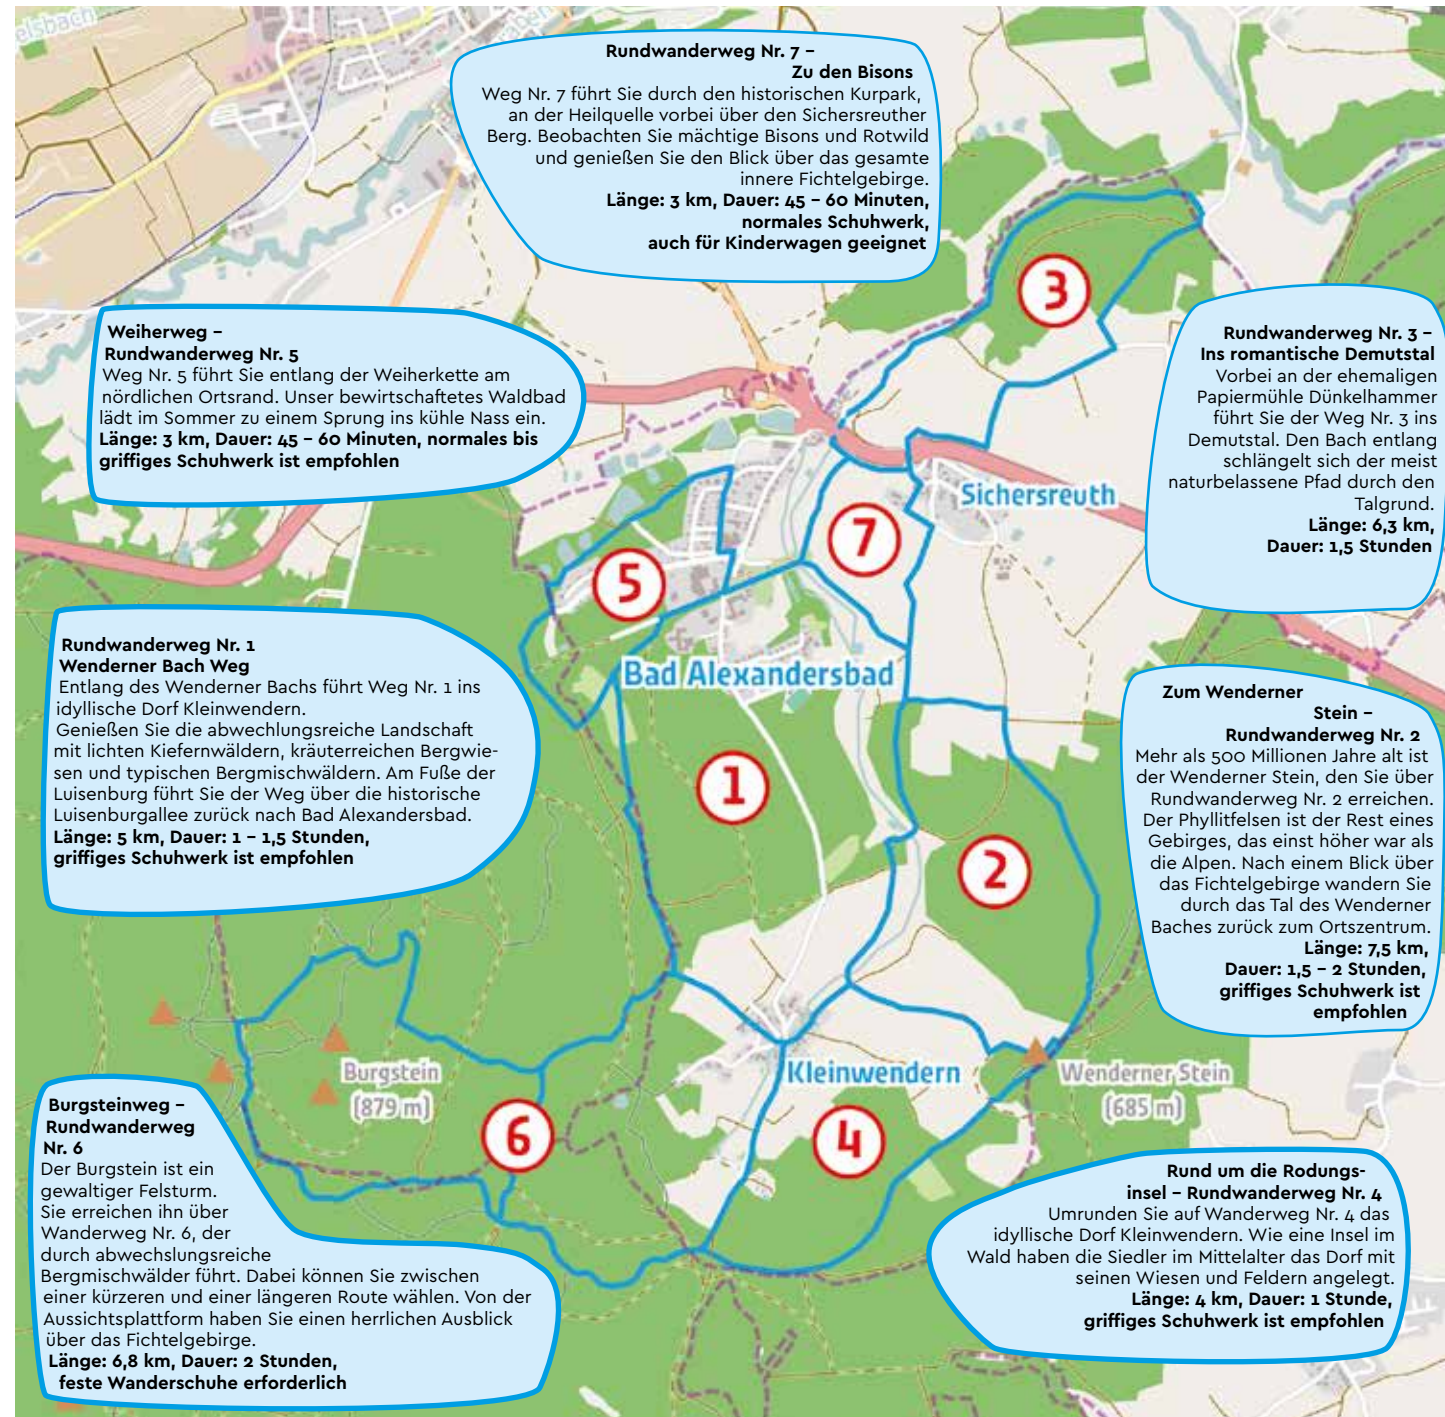 elsbach
Rundwanderweg Nr. 7 –
Zu den Bisons
Weg Nr. 7 führt Sie durch den historischen Kurpark,
an der Heilquelle vorbei über den Sichersreuther
Berg. Beobachten Sie mächtige Bisons und Rotwild
und genießen Sie den Blick über das gesamte
innere Fichtelgebirge.
Länge: 3 km, Dauer: 45 – 60 Minuten,
normales Schuhwerk,
auch für Kinderwagen geeignet
3
Weiherweg –
Rundwanderweg Nr. 5
Weg Nr. 5 führt Sie entlang der Weiherkette am
nördlichen Ortsrand. Unser bewirtschaftetes Waldbad
lädt im Sommer zu einem Sprung ins kühle Nass ein.
Länge: 3 km, Dauer: 45 – 60 Minuten, normales bis
griffiges Schuhwerk ist empfohlen
Rundwanderweg Nr. 3 –
Ins romantische Demutstal
Vorbei an der ehemaligen
Papiermühle Dünkelhammer
führt Sie der Weg Nr. 3 ins
Demutstal. Den Bach entlang
schlängelt sich der meist
naturbelassene Pfad durch den
Talgrund.
Länge: 6,3 km,
Dauer: 1,5 Stunden
Sichersreuth
7
5
Bad Alexandersbad
Rundwanderweg Nr. 1
Wenderner Bach Weg
Entlang des Wenderner Bachs führt Weg Nr. 1 ins
idyllische Dorf Kleinwendern.
Genießen Sie die abwechlungsreiche Landschaft
mit lichten Kiefernwäldern, kräuterreichen Bergwie-
sen und typischen Bergmischwäldern. Am Fuße der
Luisenburg führt Sie der Weg über die historische
Luisenburgallee zurück nach Bad Alexandersbad.
Länge: 5 km, Dauer: 1 – 1,5 Stunden,
griffiges Schuhwerk ist empfohlen
1
2
Zum Wenderner
Stein –
Rundwanderweg Nr. 2
Mehr als 500 Millionen Jahre alt ist
der Wenderner Stein, den Sie über
Rundwanderweg Nr. 2 erreichen.
Der Phyllitfelsen ist der Rest eines
Gebirges, das einst höher war als
die Alpen. Nach einem Blick über
das Fichtelgebirge wandern Sie
durch das Tal des Wenderner
Baches zurück zum Ortszentrum.
Länge: 7,5 km,
Dauer: 1,5 – 2 Stunden,
griffiges Schuhwerk ist
empfohlen
Burgstein
(879 m)
Kleinwendern
Wenderner Stein
(685 m)
6
4
Burgsteinweg –
Rundwanderweg
Nr. 6
Der Burgstein ist ein
gewaltiger Felsturm.
Sie erreichen ihn über
Wanderweg Nr. 6, der
durch abwechslungsreiche
Bergmischwälder führt. Dabei können Sie zwischen
einer kürzeren und einer längeren Route wählen. Von der
Aussichtsplattform haben Sie einen herrlichen Ausblick
über das Fichtelgebirge.
Länge: 6,8 km, Dauer: 2 Stunden,
feste Wanderschuhe erforderlich
Rund um die Rodungs-
insel – Rundwanderweg Nr. 4
Umrunden Sie auf Wanderweg Nr. 4 das
idyllische Dorf Kleinwendern. Wie eine Insel im
Wald haben die Siedler im Mittelalter das Dorf mit
seinen Wiesen und Feldern angelegt.
Länge: 4 km, Dauer: 1 Stunde,
griffiges Schuhwerk ist empfohlen